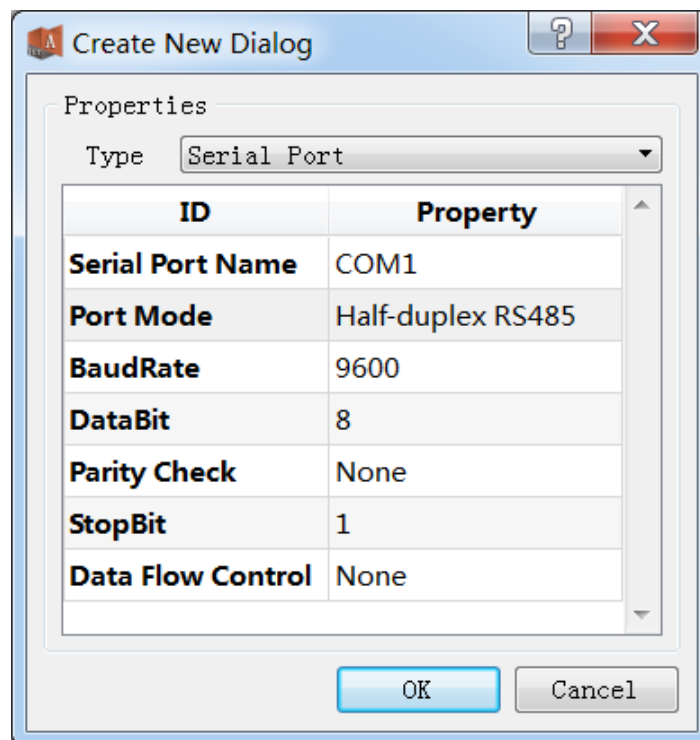 Create New Dialog
Properties
Type Serial Port
ID Property
Serial Port Name COM1
Port Mode Half-duplex RS485
BaudRate 9600
DataBit 8
Parity Check None
StopBit 1
Data Flow Control None
OK Cancel